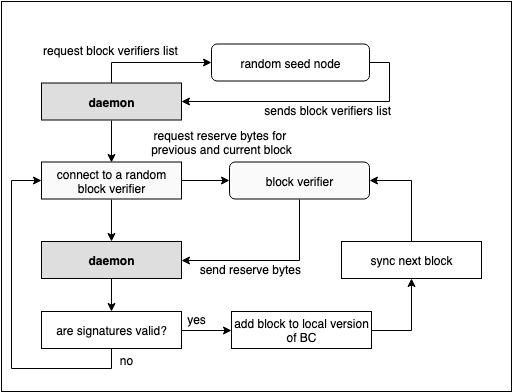 request block verifiers list
random seed node
daemon
sends block verifiers list
request reserve bytes for
previous and current block
connect to a random
block verifier
block verifier
daemon
send reserve bytes
sync next block
are signatures valid?
yes
add block to local version
of BC
no